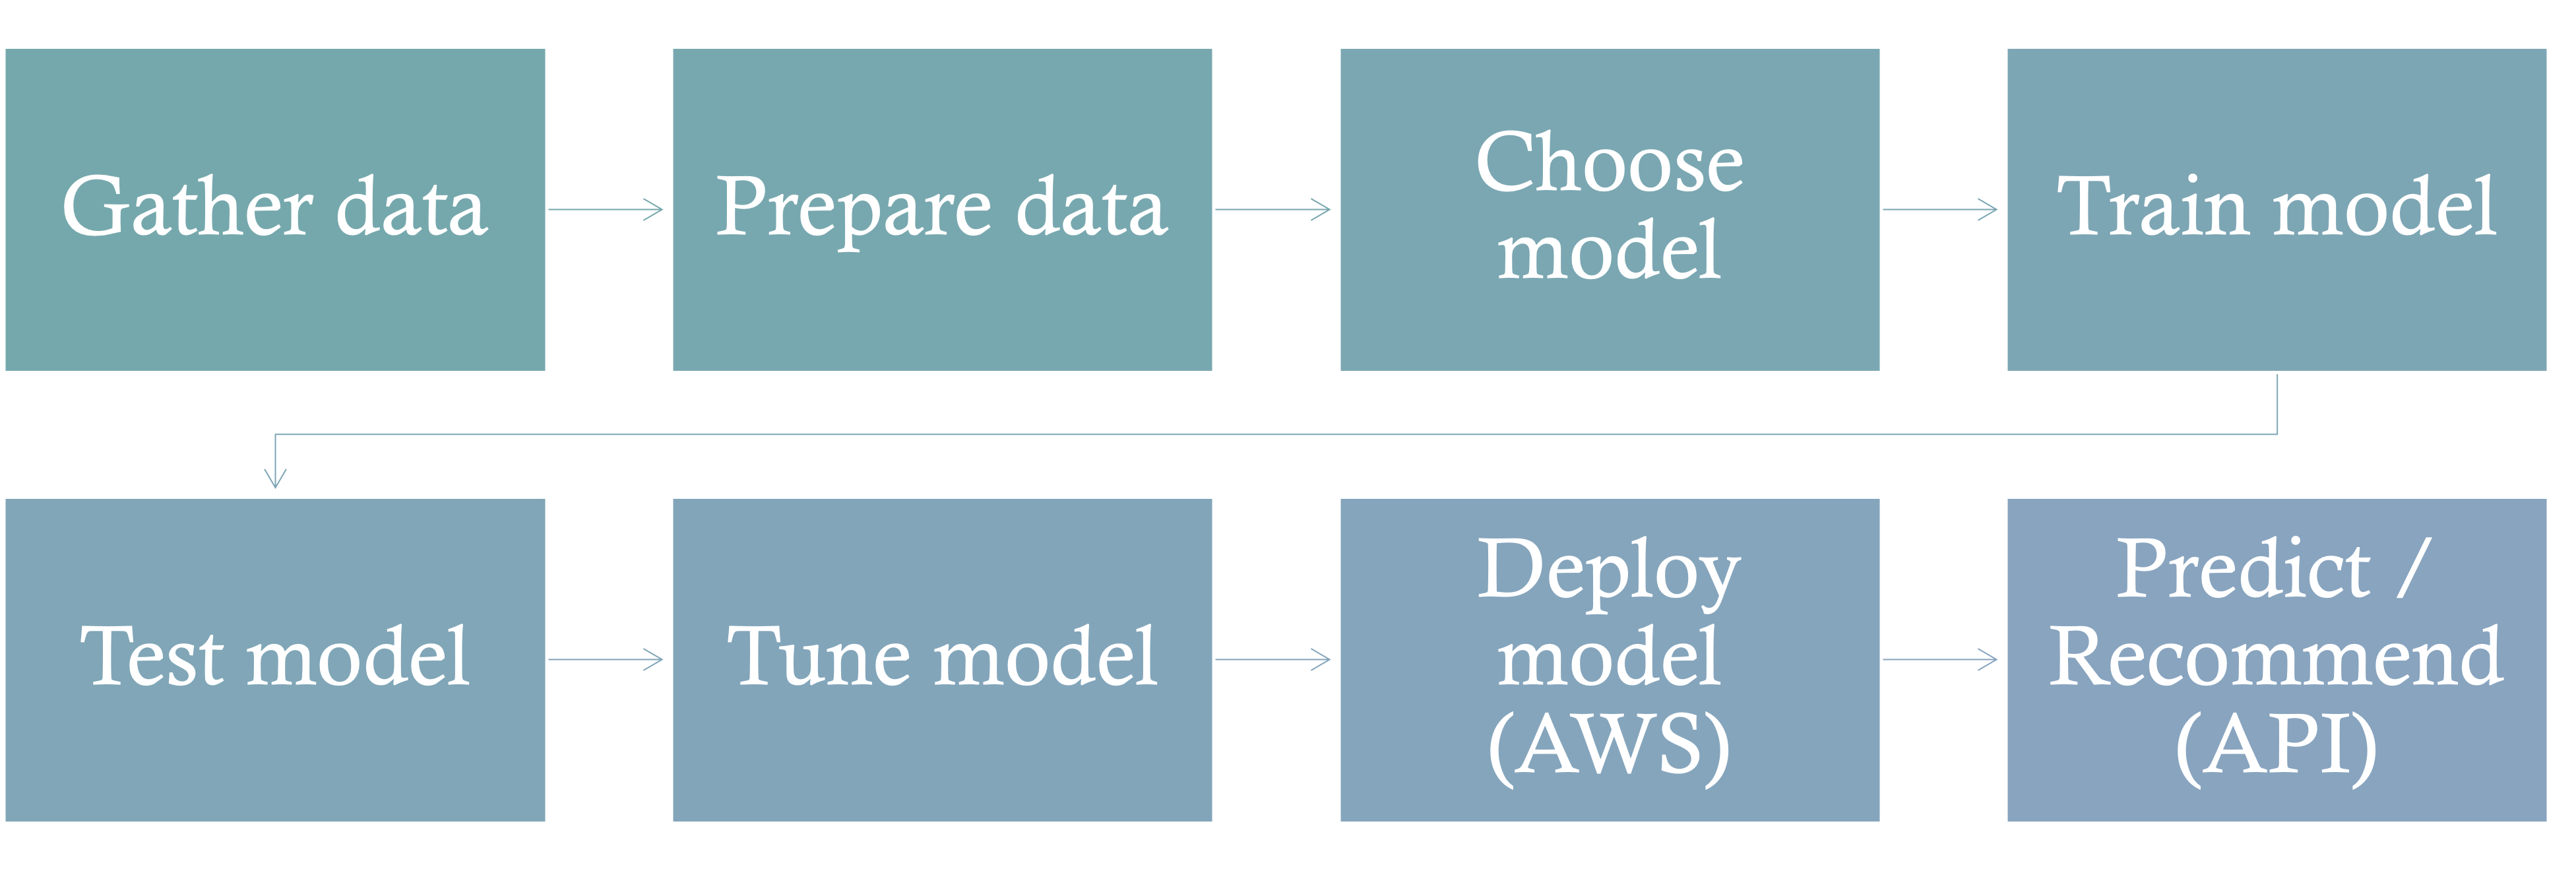 Gather data
Prepare data
Choose
model
Train model
Test model
Tune model
Deploy
model
(AWS)
Predict /
Recommend
(API)